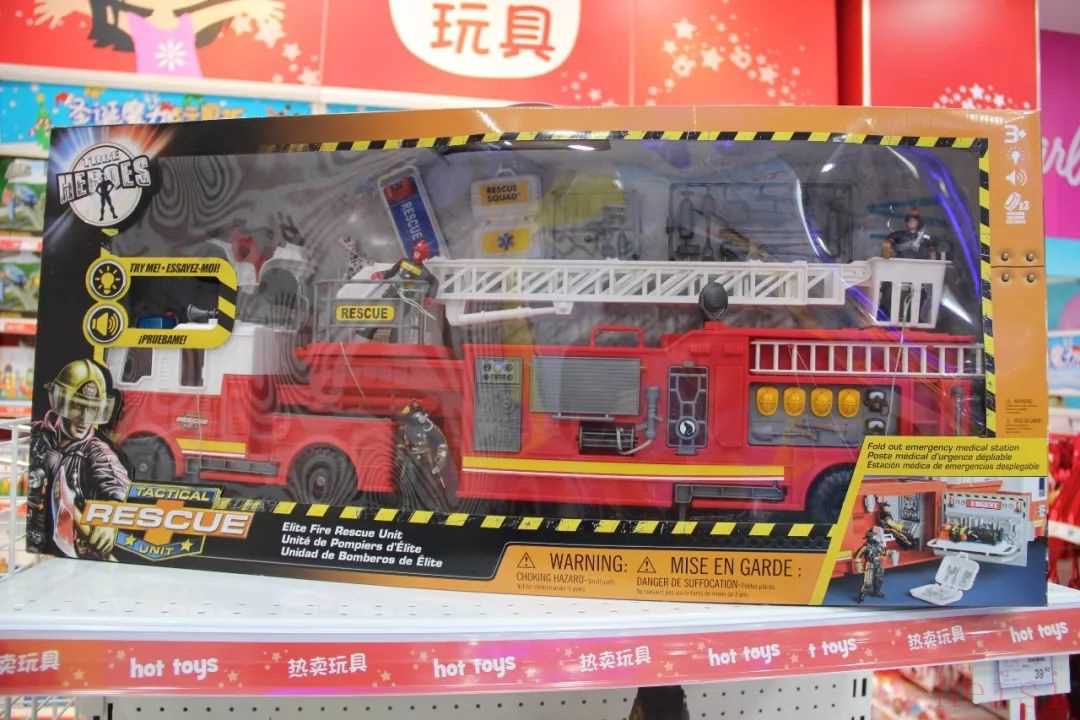 玩具
TRUE
HEROES
TRY ME! • ESSAYEZ-MOI!
¡PRUEBAME!
RESCUE
RESCUE
SQUAD
RESCUE
3+
Fold out emergency medical station
Poste médical d'urgence dépliable
Estación médica de emergencias desplegable
TACTICAL
RESCUE
UNIT
Elite Fire Rescue Unit
Unité de Pompiers d'Élite
Unidad de Bomberos de Élite
WARNING:
CHOKING HAZARD-Small parts.
MISE EN GARDE :
DANGER DE SUFFOCATION-
热卖玩具 hot toys 热卖玩具 hot toys 热卖玩具 hot toys t toys 热卖玩具 hot toys